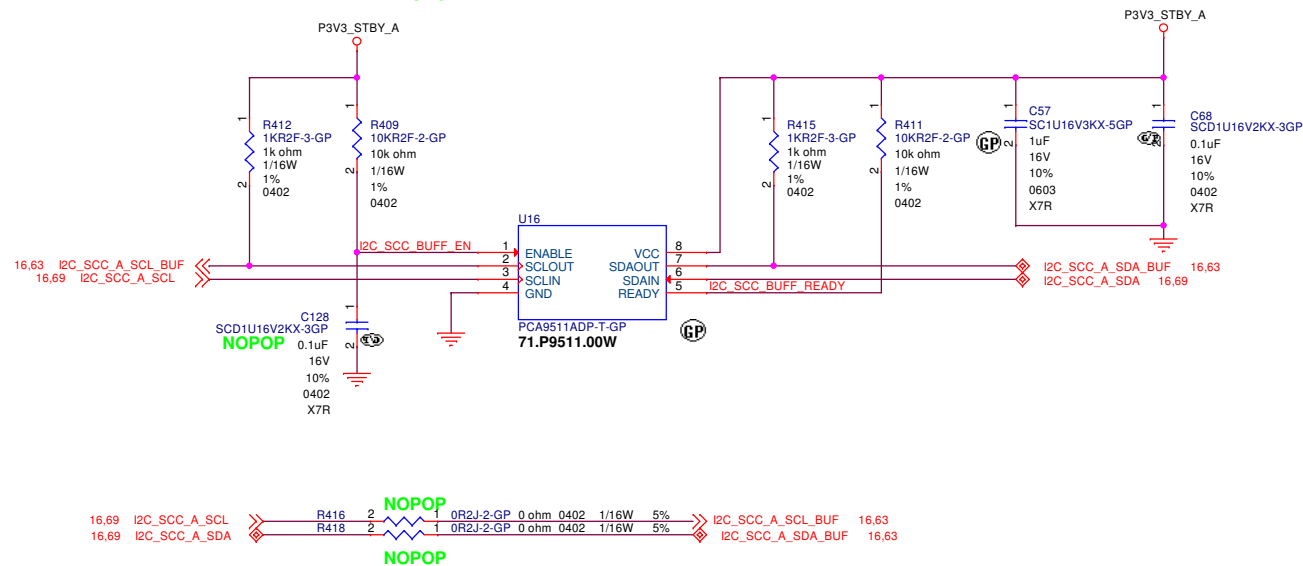 P3V3_STBY_A
P3V3_STBY_A
1
R412
1KR2F-3-GP
1k ohm
1/16W
1%
0402
2
1
R409
10KR2F-2-GP
10k ohm
1/16W
1%
0402
2
1
R415
1KR2F-3-GP
1k ohm
1/16W
1%
0402
2
1
R411
10KR2F-2-GP
10k ohm
1/16W
1%
0402
2
1
C57
SC1U16V3KX-5GP
1uF
16V
10%
0603
X7R
2
GP
1
C68
SCD1U16V2KX-3GP
0.1uF
16V
10%
0402
X7R
2
U16
I2C_SCC_BUFF_EN 1 ENABLE VCC 8
16,63 I2C_SCC_A_SCL_BUF 2 SCLOUT SDAOUT 7 I2C_SCC_A_SDA_BUF 16,63
16,69 I2C_SCC_A_SCL 3 SCLIN SDAIN 6 I2C_SCC_A_SDA 16,69
4 GND READY 5 I2C_SCC_BUFF_READY
PCA9511ADP-T-GP
71.P9511.00W
GP
1
C128
SCD1U16V2KX-3GP
NOPOP 0.1uF
16V
10%
0402
X7R
2
NOPOP
16,69 I2C_SCC_A_SCL R416 2 1 0R2J-2-GP 0 ohm 0402 1/16W 5% I2C_SCC_A_SCL_BUF 16,63
16,69 I2C_SCC_A_SDA R418 2 1 0R2J-2-GP 0 ohm 0402 1/16W 5% I2C_SCC_A_SDA_BUF 16,63
NOPOP